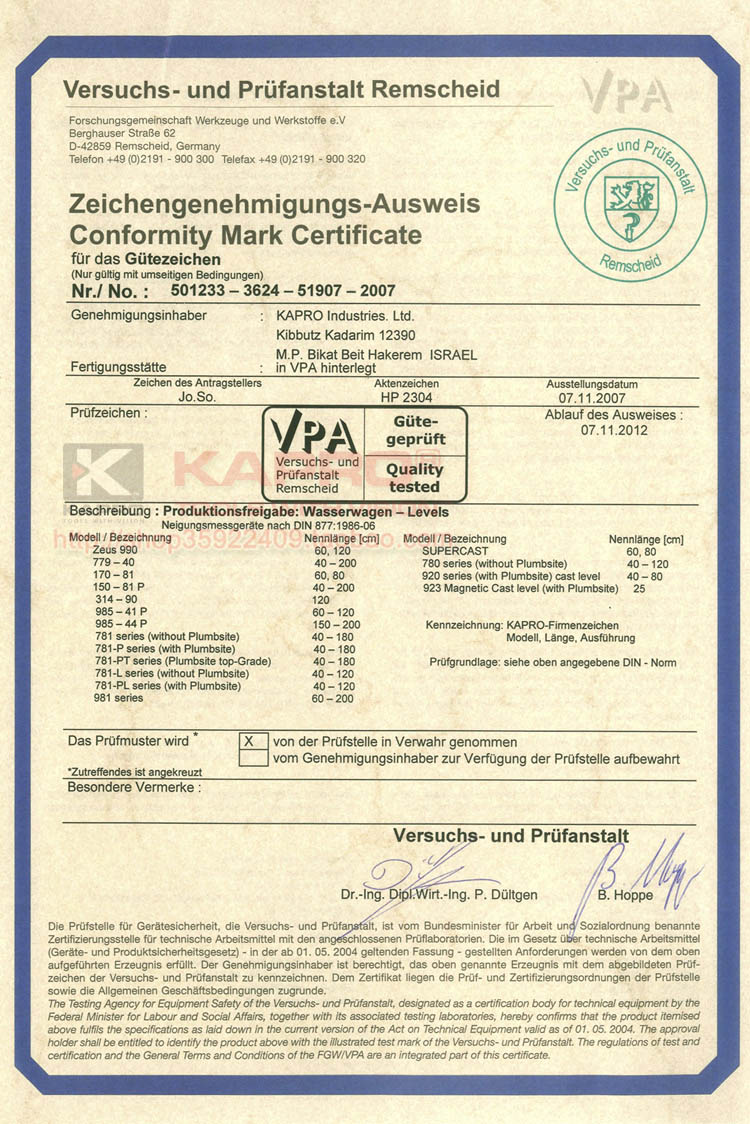 Versuchs- und Prüfanstalt Remscheid
VPA
Forschungsgemeinschaft Werkzeuge und Werkstoffe e.V
Berghauser Straße 62
D-42859 Remscheid, Germany
Telefon +49 (0)2191 - 900 300 Telefax +49 (0)2191 - 900 320
Versuchs- und Prüfanstalt
Remscheid
Zeichengenehmigungs-Ausweis
Conformity Mark Certificate
für das Gütezeichen
(Nur gültig mit umseitigen Bedingungen)
Nr./ No. : 501233 – 3624 – 51907 – 2007
Genehmigungsinhaber : KAPRO Industries. Ltd.
Kibbutz Kadarim 12390
M.P. Bikat Beit Hakerem ISRAEL
Fertigungsstätte : in VPA hinterlegt
Zeichen des Antragstellers Aktenzeichen Ausstellungsdatum
Jo.So. HP 2304 07.11.2007
Prüfzeichen : Ablauf des Ausweises :
07.11.2012
VPA
Versuchs- und
Prüfanstalt
Remscheid
Güte-
geprüft
Quality
tested
K KAPRO®
TOOLS WITH VISION
Beschreibung : Produktionsfreigabe: Wasserwagen – Levels
Neigungsmessgeräte nach DIN 877:1986-06
Modell / Bezeichnung Nennlänge [cm] Modell / Bezeichnung Nennlänge [cm]
Zeus 990 60, 120 SUPERCAST 60, 80
779 – 40 40 – 200 780 series (without Plumbsite) 40 – 120
170 – 81 60, 80 920 series (with Plumbsite) cast level 40 – 80
150 – 81 P 40 – 200 923 Magnetic Cast level (with Plumbsite) 25
314 – 90 120
985 – 41 P 60 – 120
985 – 44 P 150 – 200 Kennzeichnung: KAPRO-Firmenzeichen
781 series (without Plumbsite) 40 – 180 Modell, Länge, Ausführung
781-P series (with Plumbsite) 40 – 180
781-PT series (Plumbsite top-Grade) 40 – 180 Prüfgrundlage: siehe oben angegebene DIN - Norm
781-L series (without Plumbsite) 40 – 120
781-PL series (with Plumbsite) 40 – 120
981 series 60 – 200
Das Prüfmuster wird * X von der Prüfstelle in Verwahr genommen
vom Genehmigungsinhaber zur Verfügung der Prüfstelle aufbewahrt
*Zutreffendes ist angekreuzt
Besondere Vermerke :
Versuchs- und Prüfanstalt
Dr.-Ing. Dipl.Wirt.-Ing. P. Dültgen B. Hoppe
Die Prüfstelle für Gerätesicherheit, die Versuchs- und Prüfanstalt, ist vom Bundesminister für Arbeit und Sozialordnung benannte
Zertifizierungsstelle für technische Arbeitsmittel mit den angeschlossenen Prüflaboratorien. Die im Gesetz über technische Arbeitsmittel
(Geräte- und Produktsicherheitsgesetz) - in der ab 01. 05. 2004 geltenden Fassung - gestellten Anforderungen werden von dem oben
aufgeführten Erzeugnis erfüllt. Der Genehmigungsinhaber ist berechtigt, das oben genannte Erzeugnis mit dem abgebildeten Prüf-
zeichen der Versuchs- und Prüfanstalt zu kennzeichnen. Dem Zertifikat liegen die Prüf- und Zertifizierungsordnungen der Prüfstelle
sowie die Allgemeinen Geschäftsbedingungen zugrunde.
The Testing Agency for Equipment Safety of the Versuchs- und Prüfanstalt, designated as a certification body for technical equipment by the
Federal Minister for Labour and Social Affairs, together with its associated testing laboratories, hereby confirms that the product itemised
above fulfils the specifications as laid down in the current version of the Act on Technical Equipment valid as of 01. 05. 2004. The approval
holder shall be entitled to identify the product above with the illustrated test mark of the Versuchs- und Prüfanstalt. The regulations of test and
certification and the General Terms and Conditions of the FGW/VPA are an integrated part of this certificate.